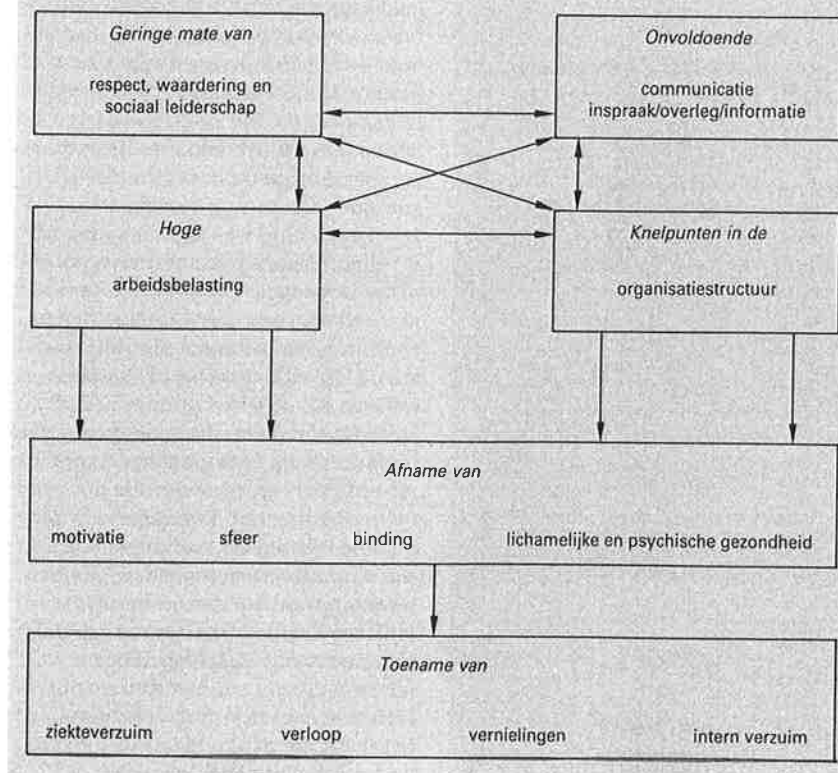 Geringe mate van
respect, waardering en
sociaal leiderschap
Onvoldoende
communicatie
inspraak/overleg/informatie
Hoge
arbeidsbelasting
Knelpunten in de
organisatiestructuur
Afname van
motivatie sfeer binding lichamelijke en psychische gezondheid
Toename van
ziekteverzuim verloop vernielingen intern verzuim